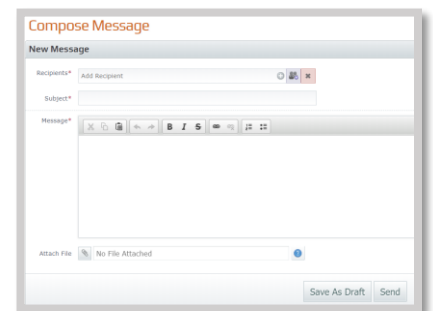 Compose Message
New Message
Recipients* Add Recipient
Subject*
Message*
B I S
Attach File No File Attached
Save As Draft Send